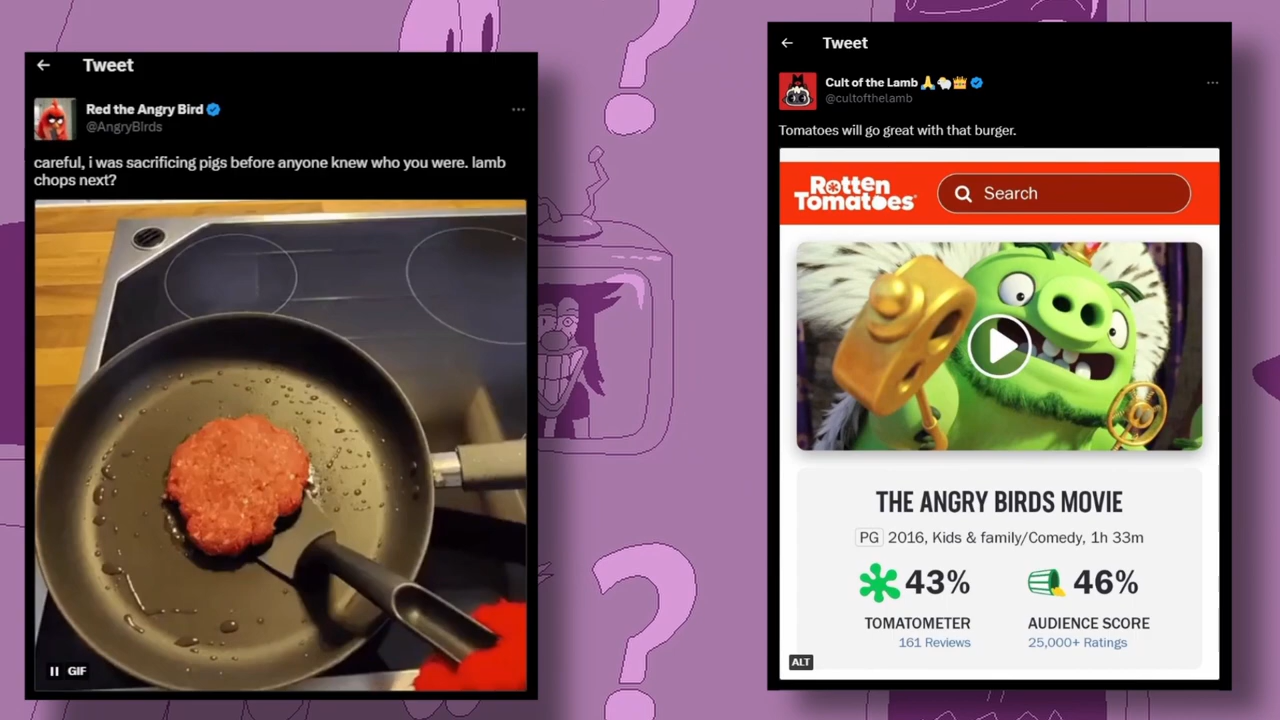 Tweet
Red the Angry Bird
@AngryBirds
careful, i was sacrificing pigs before anyone knew who you were. lamb
chops next?
GIF
Tweet
Cult of the Lamb 🙏🐑👑
@cultofthelamb
Tomatoes will go great with that burger.
Rotten
Tomatoes
Search
THE ANGRY BIRDS MOVIE
PG 2016, Kids & family/Comedy, 1h 33m
43% 46%
TOMATOMETER AUDIENCE SCORE
161 Reviews 25,000+ Ratings
ALT
? 
?